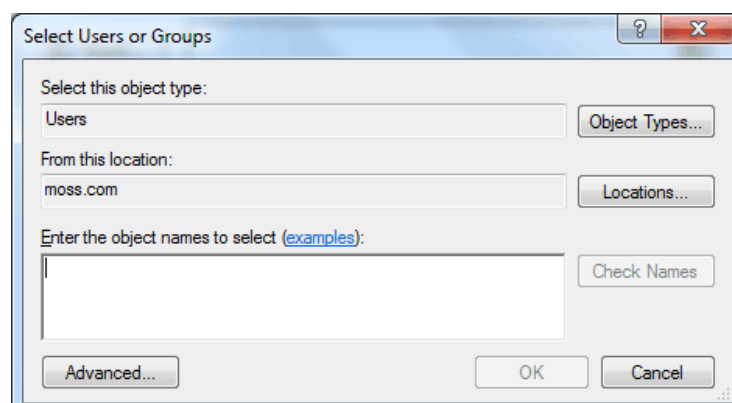 Select Users or Groups
Select this object type:
Users
Object Types...
From this location:
moss.com
Locations...
Enter the object names to select (examples):
Check Names
Advanced...
OK
Cancel